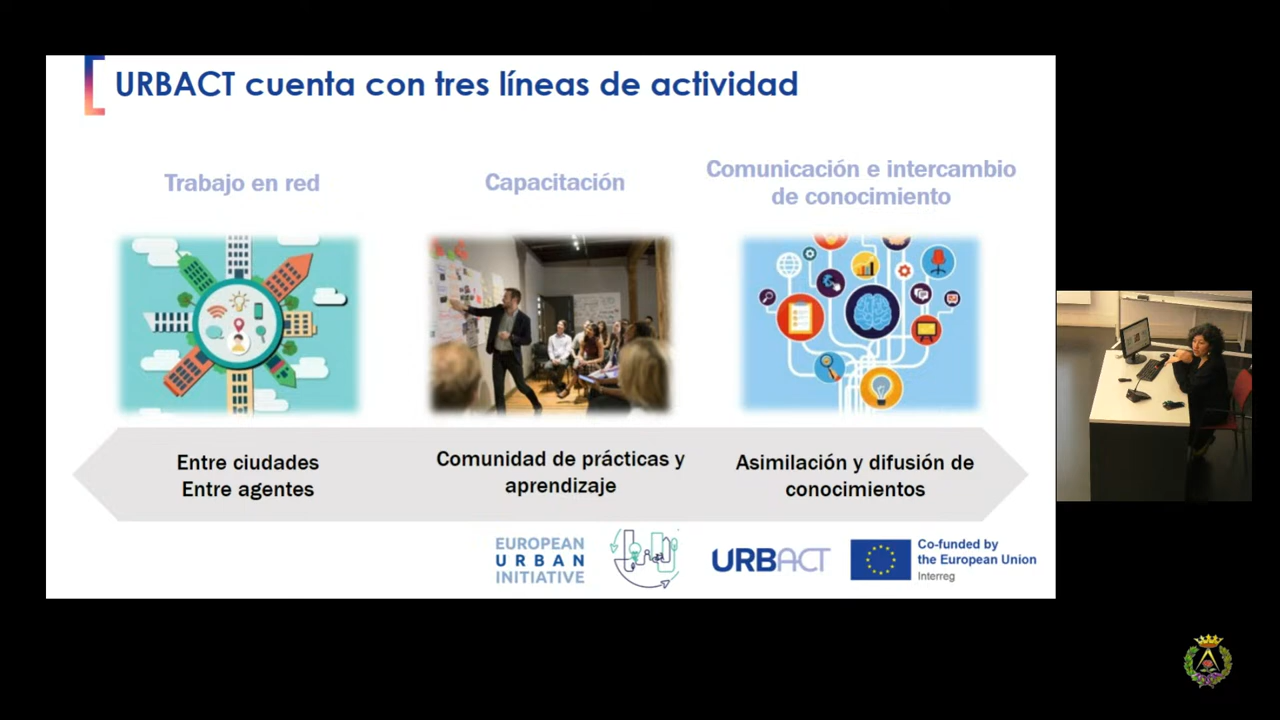 URBACT cuenta con tres líneas de actividad
Trabajo en red
Capacitación
Comunicación e intercambio
de conocimiento
Entre ciudades
Entre agentes
Comunidad de prácticas y
aprendizaje
Asimilación y difusión de
conocimientos
EUROPEAN
URBAN
INITIATIVE
URBACT
Co-funded by
the European Union
Interreg